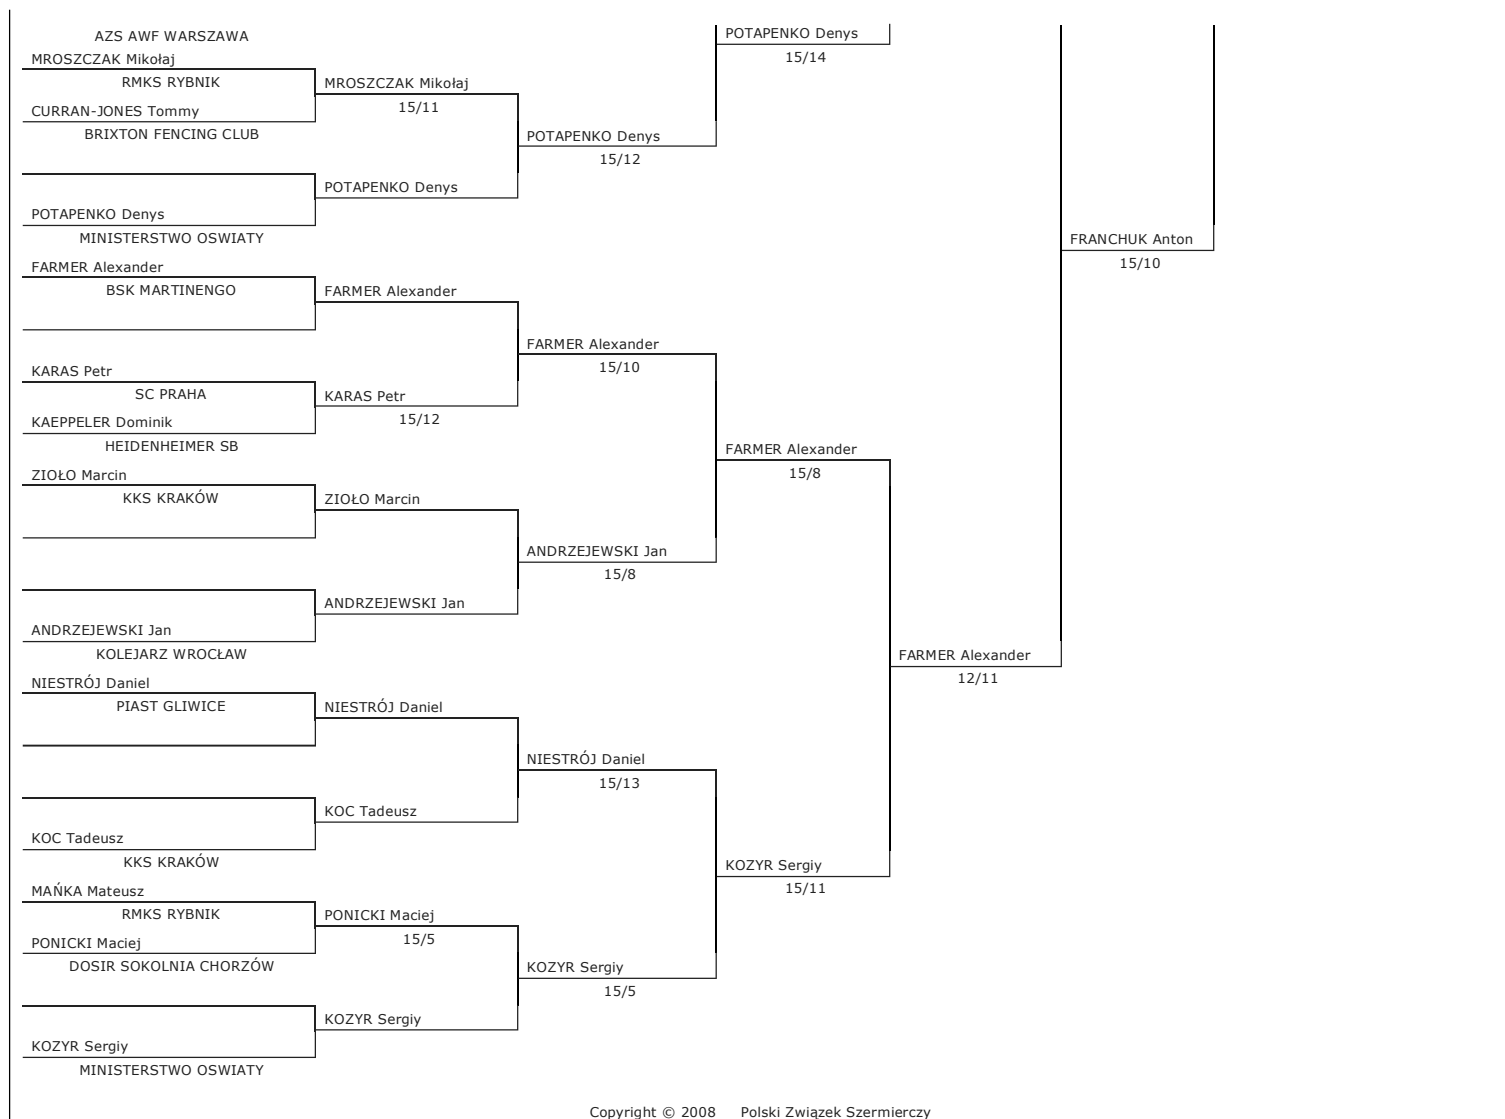 POTAPENKO Denys
AZS AWF WARSZAWA
15/14
MROSZCZAK Mikołaj
RMKS RYBNIK
MROSZCZAK Mikołaj
15/11
CURRAN-JONES Tommy
BRIXTON FENCING CLUB
POTAPENKO Denys
15/12
POTAPENKO Denys
POTAPENKO Denys
MINISTERSTWO OSWIATY
FRANCHUK Anton
15/10
FARMER Alexander
BSK MARTINENGO
FARMER Alexander
FARMER Alexander
15/10
KARAS Petr
SC PRAHA
KARAS Petr
15/12
KAEPPELER Dominik
HEIDENHEIMER SB
FARMER Alexander
15/8
ZIOŁO Marcin
KKS KRAKÓW
ZIOŁO Marcin
ANDRZEJEWSKI Jan
15/8
ANDRZEJEWSKI Jan
ANDRZEJEWSKI Jan
KOLEJARZ WROCŁAW
FARMER Alexander
12/11
NIESTRÓJ Daniel
PIAST GLIWICE
NIESTRÓJ Daniel
NIESTRÓJ Daniel
15/13
KOC Tadeusz
KOC Tadeusz
KKS KRAKÓW
KOZYR Sergiy
15/11
MAŃKA Mateusz
RMKS RYBNIK
PONICKI Maciej
15/5
PONICKI Maciej
DOSIR SOKOLNIA CHORZÓW
KOZYR Sergiy
15/5
KOZYR Sergiy
KOZYR Sergiy
MINISTERSTWO OSWIATY
Copyright © 2008 Polski Związek Szermierczy